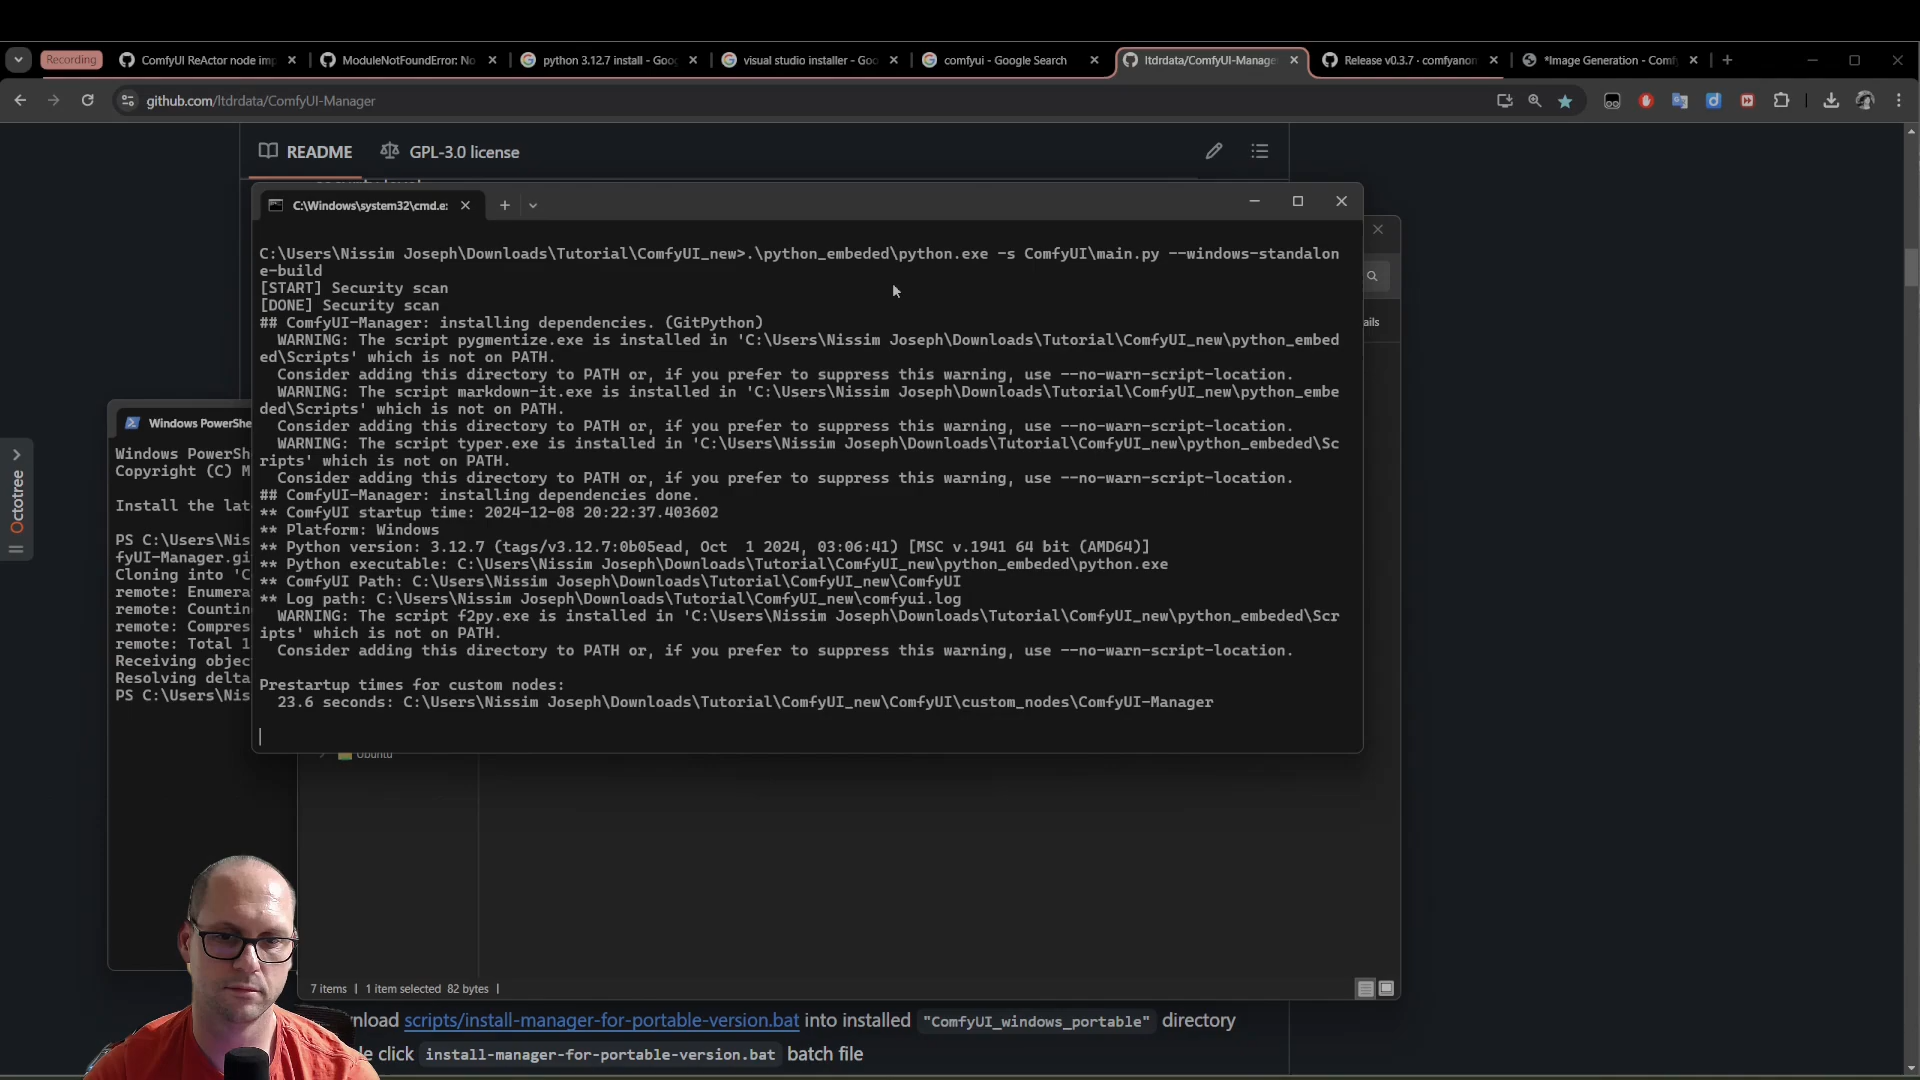 Recording
ComfyUI ReActor node imp
ModuleNotFoundError: No
python 3.12.7 install - Goo
visual studio installer - Go
comfyui - Google Search
ltdrdata/ComfyUI-Manage
Release v0.3.7 · comfyanon
*Image Generation - Comf
github.com/ltdrdata/ComfyUI-Manager
README
GPL-3.0 license
C:\Windows\system32\cmd.e:
C:\Users\Nissim Joseph\Downloads\Tutorial\ComfyUI_new>.\python_embeded\python.exe -s ComfyUI\main.py --windows-standalon
e-build
[START] Security scan
[DONE] Security scan
## ComfyUI-Manager: installing dependencies. (GitPython)
WARNING: The script pygmentize.exe is installed in 'C:\Users\Nissim Joseph\Downloads\Tutorial\ComfyUI_new\python_embed
ed\Scripts' which is not on PATH.
Consider adding this directory to PATH or, if you prefer to suppress this warning, use --no-warn-script-location.
WARNING: The script markdown-it.exe is installed in 'C:\Users\Nissim Joseph\Downloads\Tutorial\ComfyUI_new\python_embe
ded\Scripts' which is not on PATH.
Consider adding this directory to PATH or, if you prefer to suppress this warning, use --no-warn-script-location.
WARNING: The script typer.exe is installed in 'C:\Users\Nissim Joseph\Downloads\Tutorial\ComfyUI_new\python_embeded\Sc
ripts' which is not on PATH.
Consider adding this directory to PATH or, if you prefer to suppress this warning, use --no-warn-script-location.
## ComfyUI-Manager: installing dependencies done.
** ComfyUI startup time: 2024-12-08 20:22:37.403602
** Platform: Windows
** Python version: 3.12.7 (tags/v3.12.7:0b05ead, Oct  1 2024, 03:06:41) [MSC v.1941 64 bit (AMD64)]
** Python executable: C:\Users\Nissim Joseph\Downloads\Tutorial\ComfyUI_new\python_embeded\python.exe
** ComfyUI Path: C:\Users\Nissim Joseph\Downloads\Tutorial\ComfyUI_new\ComfyUI
** Log path: C:\Users\Nissim Joseph\Downloads\Tutorial\ComfyUI_new\comfyui.log
WARNING: The script f2py.exe is installed in 'C:\Users\Nissim Joseph\Downloads\Tutorial\ComfyUI_new\python_embeded\Scr
ipts' which is not on PATH.
Consider adding this directory to PATH or, if you prefer to suppress this warning, use --no-warn-script-location.
Prestartup times for custom nodes:
23.6 seconds: C:\Users\Nissim Joseph\Downloads\Tutorial\ComfyUI_new\ComfyUI\custom_nodes\ComfyUI-Manager
ails
Octotree
Windows PowerShe
Windows PowerSh
Copyright (C) M
Install the lat
PS C:\Users\Nis
fyUI-Manager.gi
Cloning into 'C
remote: Enumera
remote: Countin
remote: Compres
remote: Total 1
Receiving objec
Resolving delta
PS C:\Users\Nis
Ubuntu
7 items | 1 item selected 82 bytes |
nload scripts/install-manager-for-portable-version.bat into installed "ComfyUI_windows_portable" directory
le click install-manager-for-portable-version.bat batch file